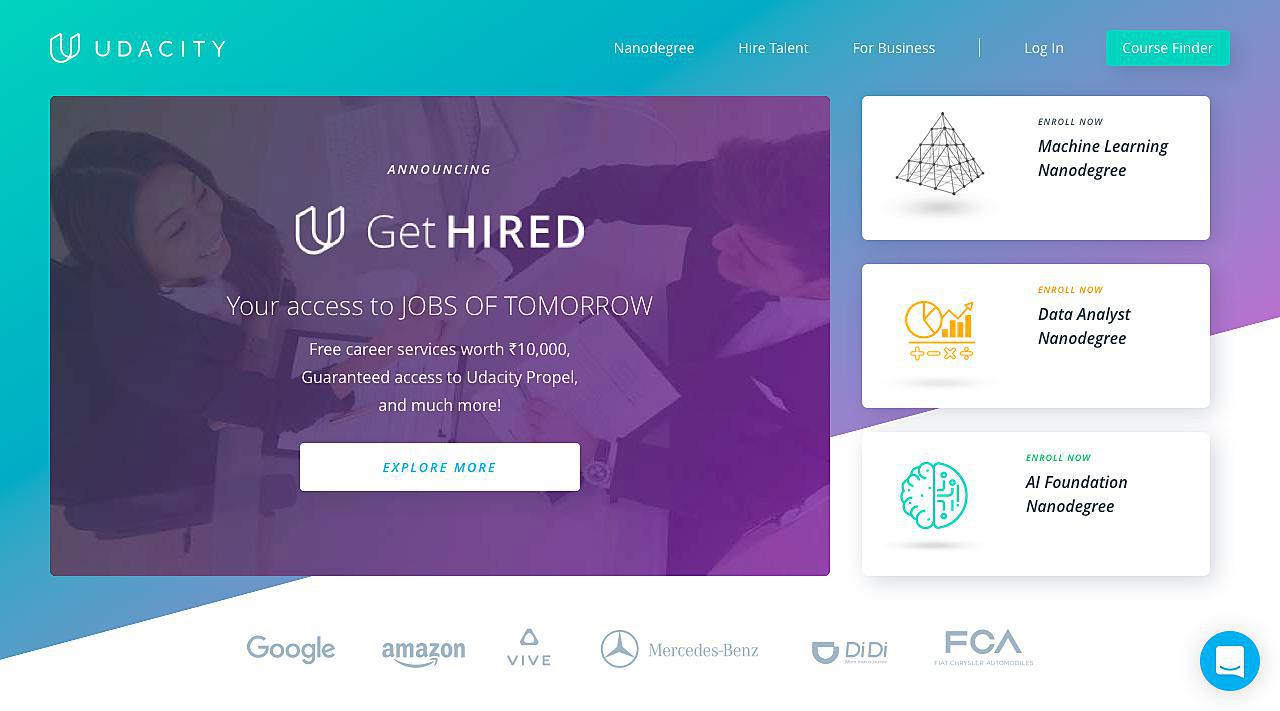 UDACITY
Nanodegree
Hire Talent
For Business
Log In
Course Finder
ANNOUNCING
Get HIRED
Your access to JOBS OF TOMORROW
Free career services worth ₹10,000,
Guaranteed access to Udacity Propel,
and much more!
EXPLORE MORE
ENROLL NOW
Machine Learning
Nanodegree
ENROLL NOW
Data Analyst
Nanodegree
ENROLL NOW
AI Foundation
Nanodegree
Google
amazon
VIVE
Mercedes-Benz
DiDi
More than a journey
FCA
FIAT CHRYSLER AUTOMOBILES